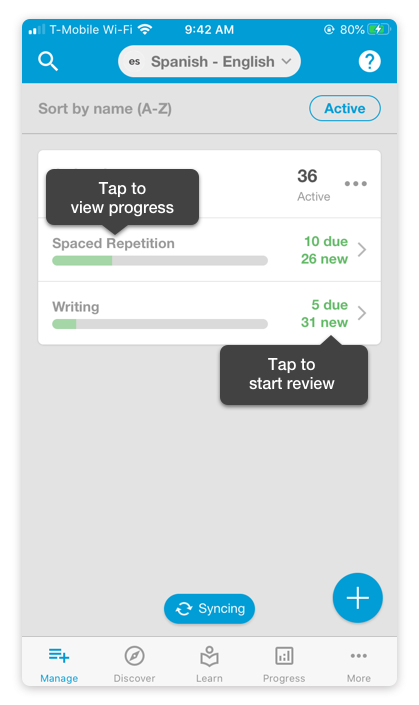 T-Mobile Wi-Fi 9:42 AM 80%
es Spanish - English
?
Sort by name (A-Z) Active
36
Active
Tap to
view progress
Spaced Repetition
10 due
26 new
Writing
5 due
31 new
Tap to
start review
Syncing
Manage Discover Learn Progress More